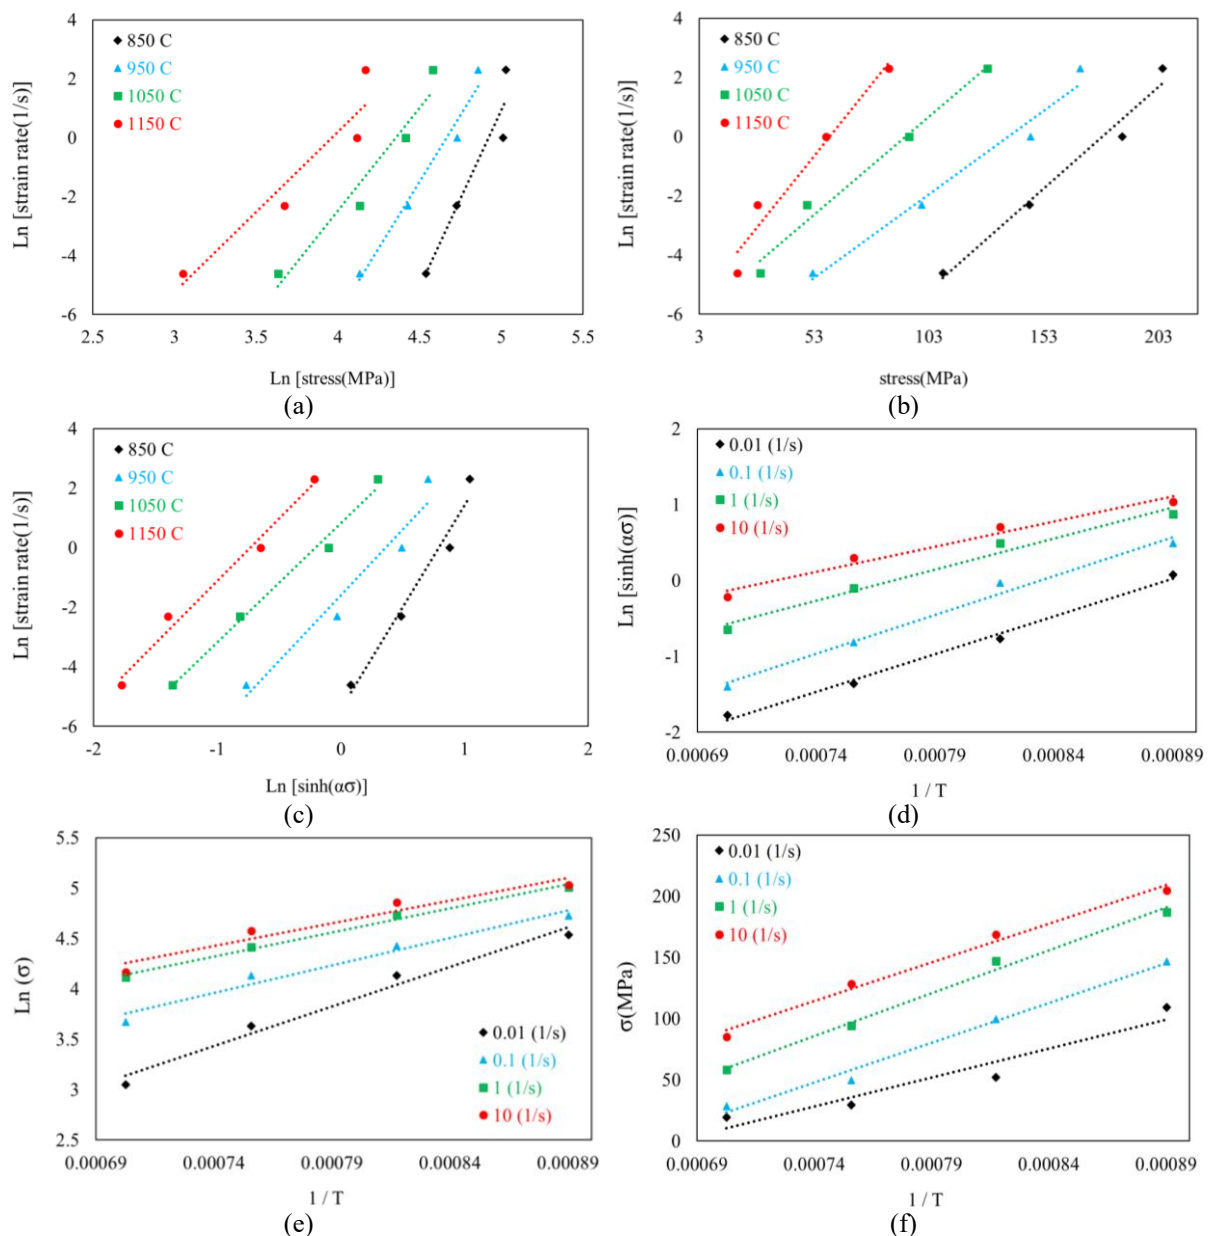 4
2
0
-2
-4
-6
2.5
3
3.5
4
4.5
5
5.5
850 C
950 C
1050 C
1150 C
Ln [strain rate(1/s)]
Ln [stress(MPa)]
(a)
4
2
0
-2
-4
-6
3
53
103
153
203
850 C
950 C
1050 C
1150 C
Ln [strain rate(1/s)]
stress(MPa)
(b)
4
2
0
-2
-4
-6
-2
-1
0
1
2
850 C
950 C
1050 C
1150 C
Ln [strain rate(1/s)]
Ln [sinh(ασ)]
(c)
2
1
0
-1
-2
0.00069
0.00074
0.00079
0.00084
0.00089
0.01 (1/s)
0.1 (1/s)
1 (1/s)
10 (1/s)
Ln [sinh(ασ)]
1 / T
(d)
5.5
5
4.5
4
3.5
3
2.5
0.00069
0.00074
0.00079
0.00084
0.00089
0.01 (1/s)
0.1 (1/s)
1 (1/s)
10 (1/s)
Ln (σ)
1 / T
(e)
250
200
150
100
50
0
0.00069
0.00074
0.00079
0.00084
0.00089
0.01 (1/s)
0.1 (1/s)
1 (1/s)
10 (1/s)
σ(MPa)
1 / T
(f)